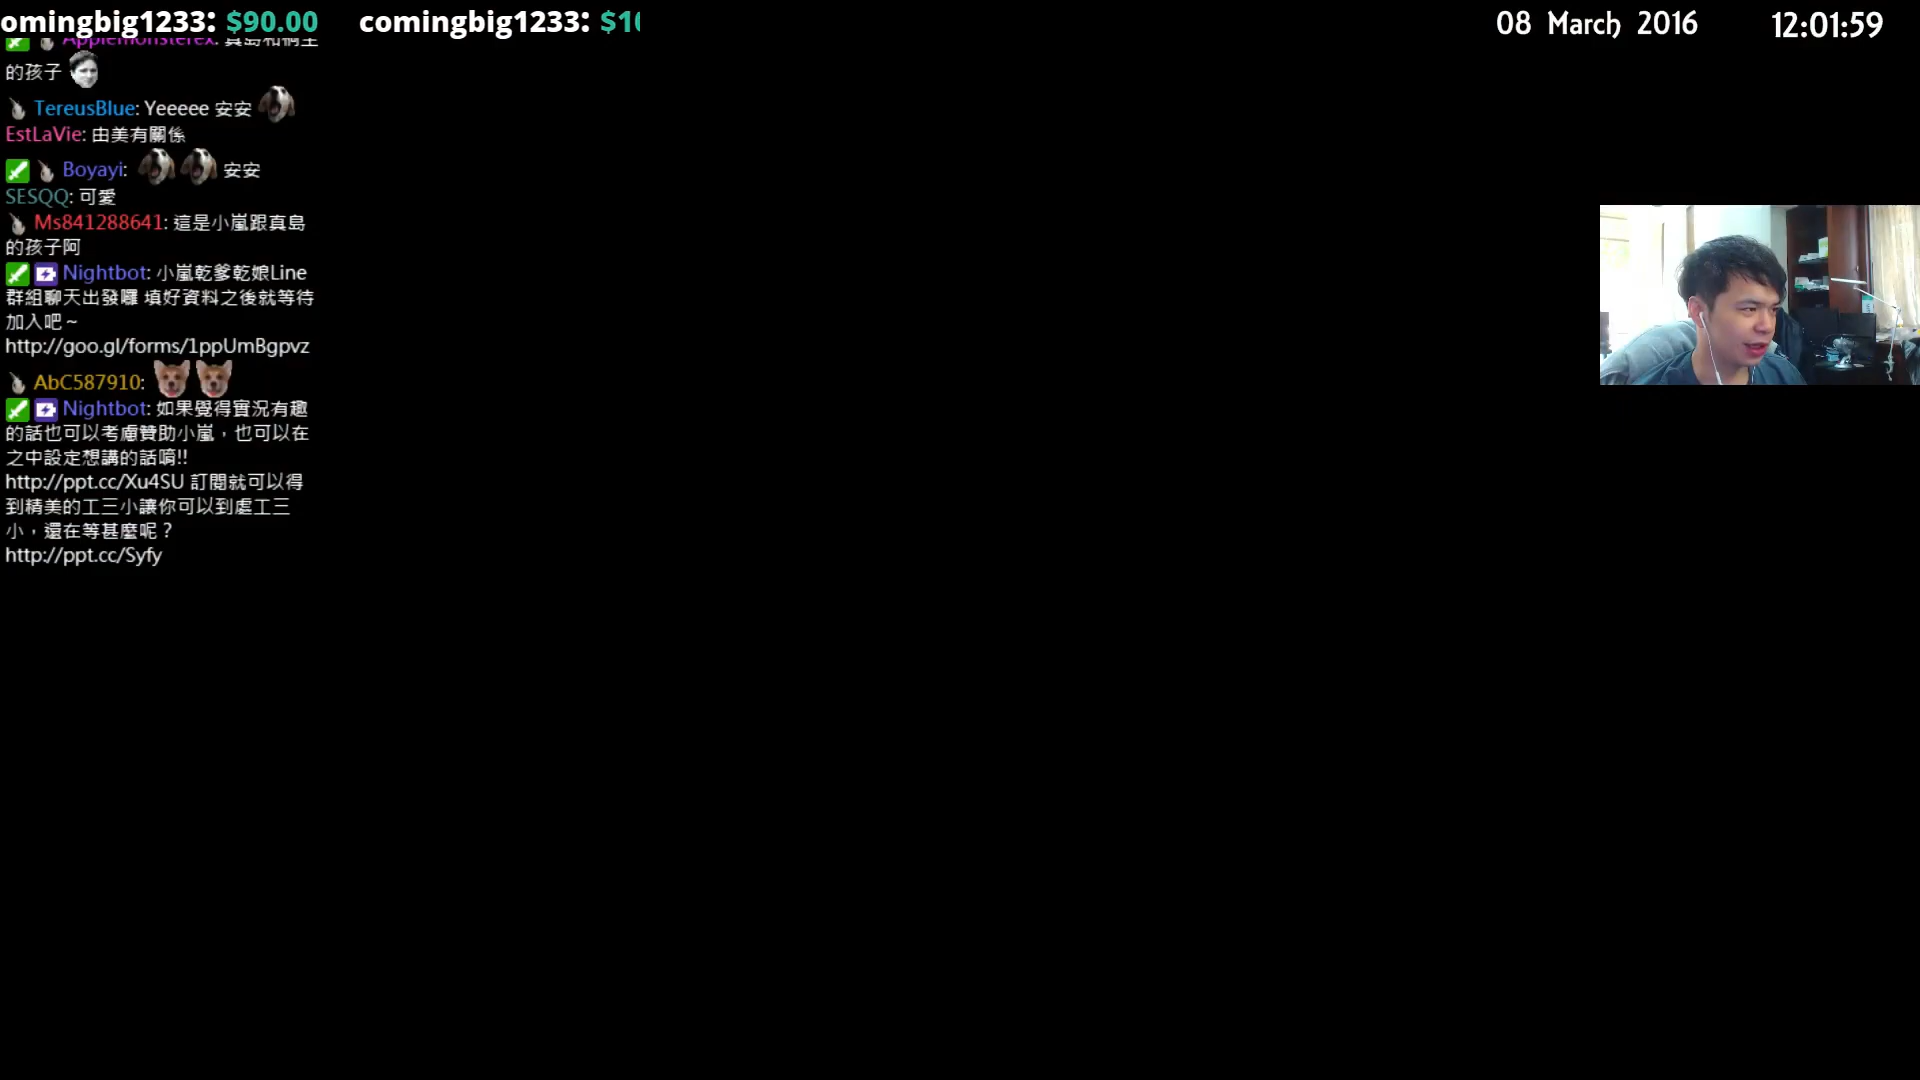 omingbig1233: $90.00 comingbig1233: $10
08 March 2016 12:01:59
Applemonsterex: 真島和桐生
的孩子
TereusBlue: Yeeeee 安安
EstLaVie: 由美有關係
Boyayi: 安安
SESQQ: 可愛
Ms841288641: 這是小嵐跟真島
的孩子阿
Nightbot: 小嵐乾爹乾娘Line
群組聊天出發囉 填好資料之後就等待
加入吧～
http://goo.gl/forms/1ppUmBgpvz
AbC587910:
Nightbot: 如果覺得實況有趣
的話也可以考慮贊助小嵐，也可以在
之中設定想講的話唷!!
http://ppt.cc/Xu4SU 訂閱就可以得
到精美的工三小讓你可以到處工三
小，還在等甚麼呢？
http://ppt.cc/Syfy